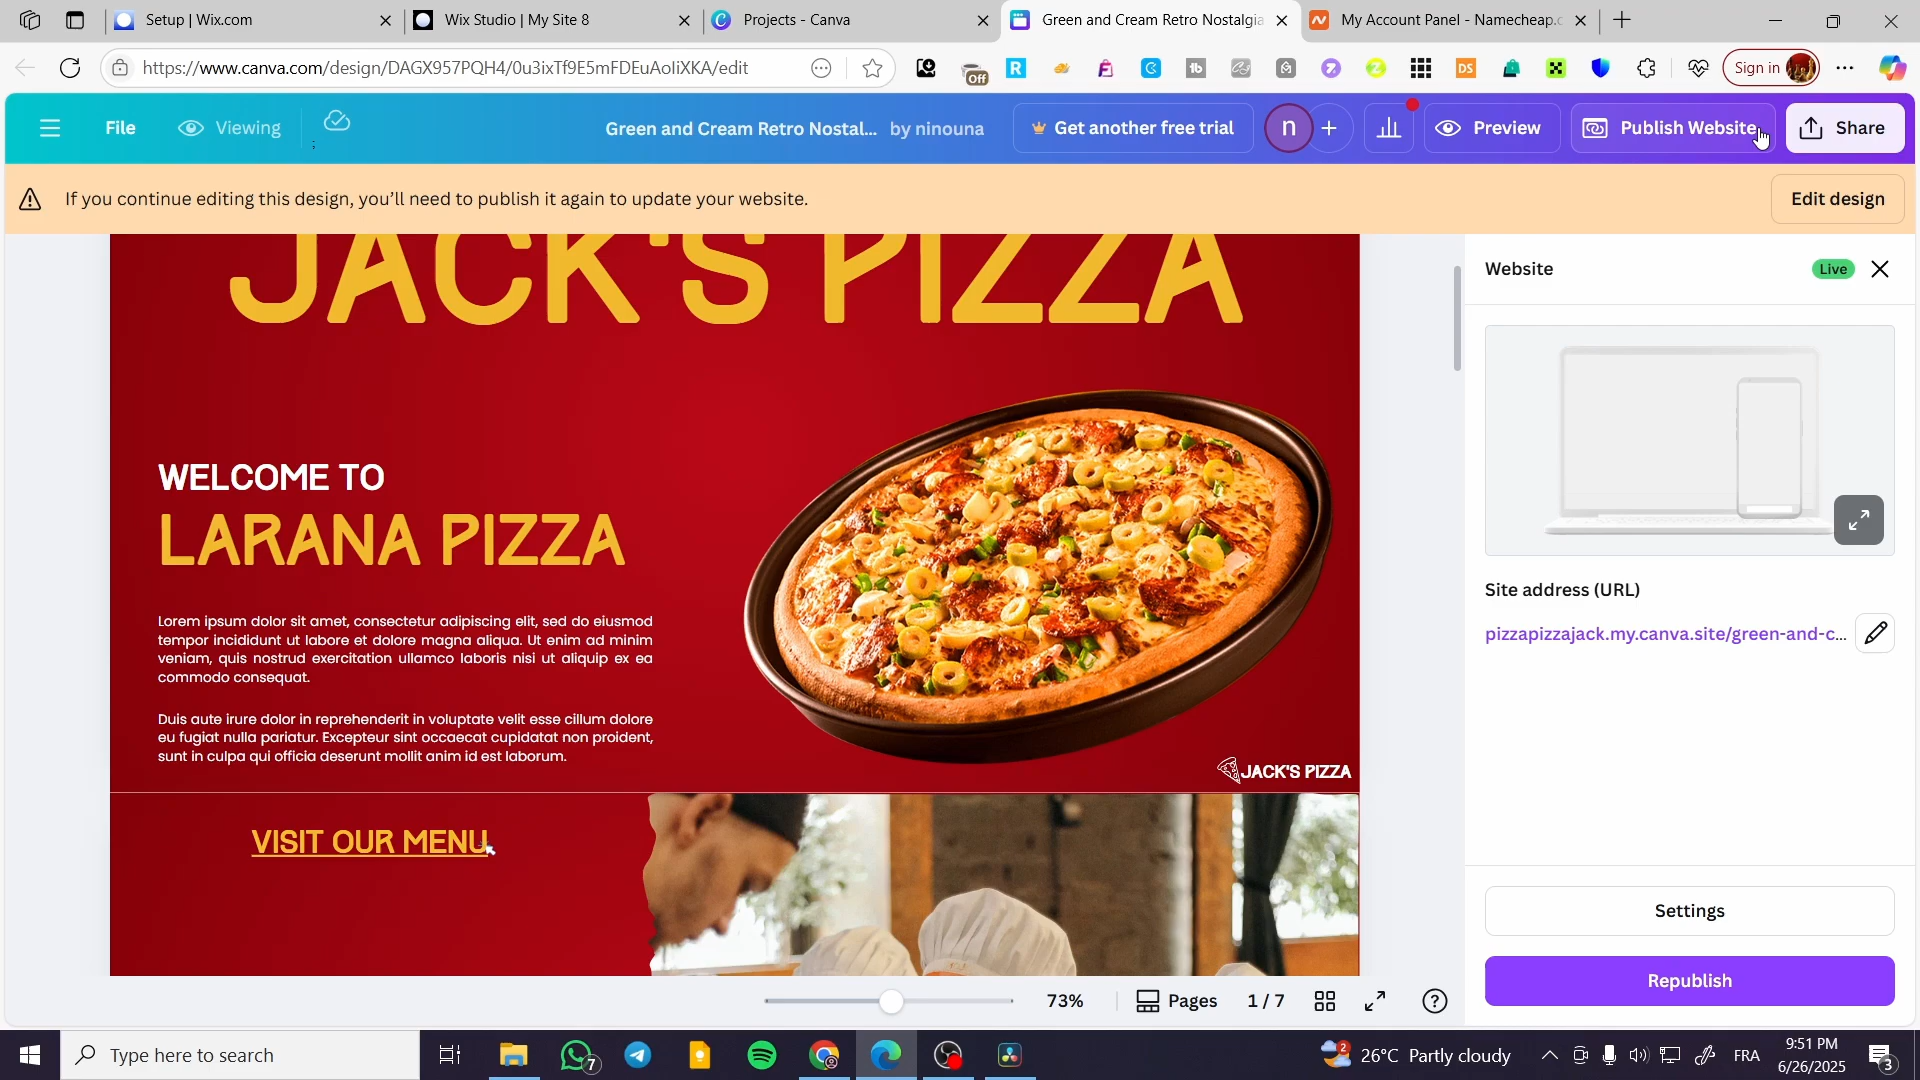 Setup | Wix.com
Wix Studio | My Site 8
Projects - Canva
Green and Cream Retro Nostalgia
My Account Panel - Namecheap.c
https://www.canva.com/design/DAGX957PQH4/0u3ixTf9E5mFDEuAoliXKA/edit
Off
R
tb
DS
Sign in
File
Viewing
Green and Cream Retro Nostal... by ninouna
Get another free trial
n
Preview
Publish Website
Share
If you continue editing this design, you'll need to publish it again to update your website.
Edit design
JACK'S PIZZA
WELCOME TO
LARANA PIZZA
Lorem ipsum dolor sit amet, consectetur adipiscing elit, sed do eiusmod
tempor incididunt ut labore et dolore magna aliqua. Ut enim ad minim
veniam, quis nostrud exercitation ullamco laboris nisi ut aliquip ex ea
commodo consequat.
Duis aute irure dolor in reprehenderit in voluptate velit esse cillum dolore
eu fugiat nulla pariatur. Excepteur sint occaecat cupidatat non proident,
sunt in culpa qui officia deserunt mollit anim id est laborum.
JACK'S PIZZA
VISIT OUR MENU
Website
Live
Site address (URL)
pizzapizzajack.my.canva.site/green-and-c...
Settings
Republish
73%
Pages
1 / 7
Type here to search
7
2
26°C Partly cloudy
FRA
9:51 PM
6/26/2025
3